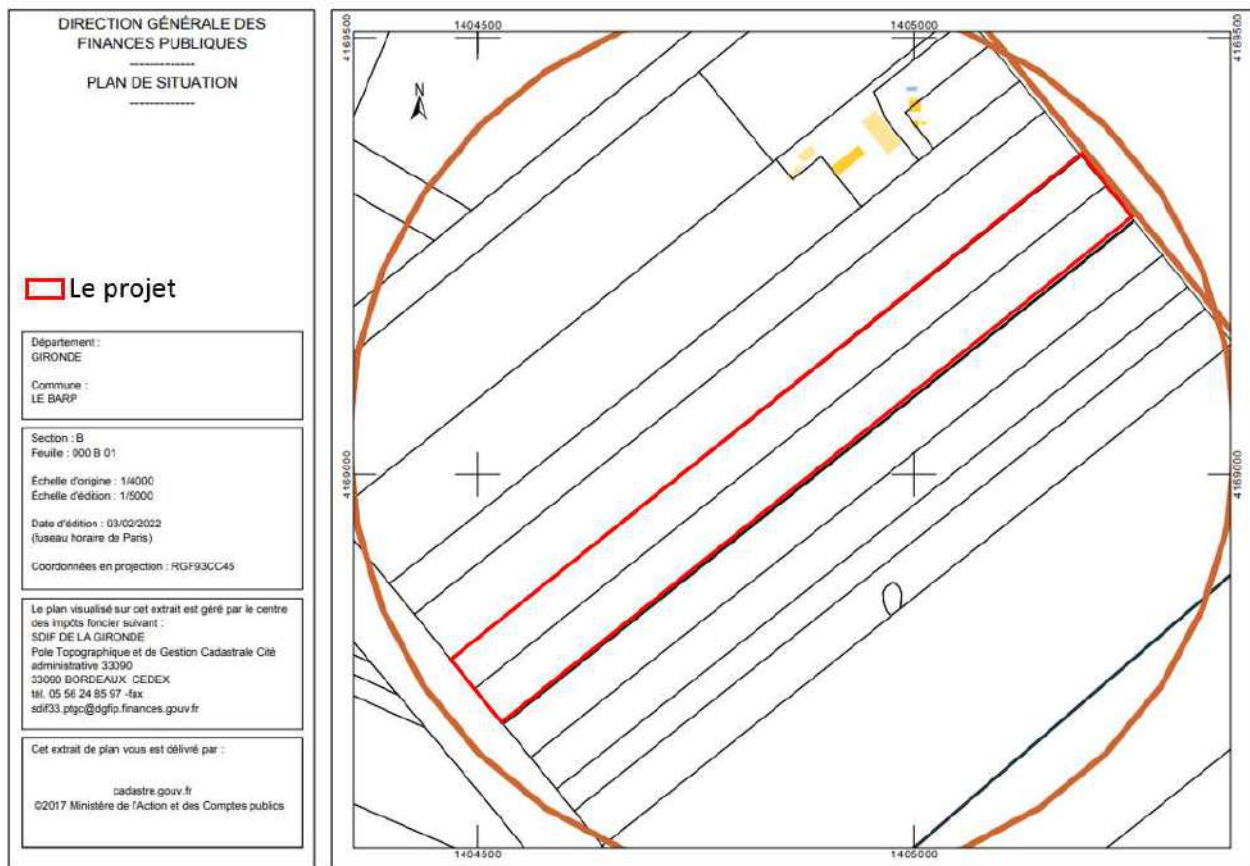 DIRECTION GÉNÉRALE DES
FINANCES PUBLIQUES
-------------
PLAN DE SITUATION
-------------
Le projet
Département :
GIRONDE
Commune :
LE BARP
Section : B
Feuille : 000 B 01
Échelle d'origine : 1/4000
Échelle d'édition : 1/5000
Date d'édition : 03/02/2022
(fuseau horaire de Paris)
Coordonnées en projection : RGF93CC45
Le plan visualisé sur cet extrait est géré par le centre
des impôts foncier suivant :
SDIF DE LA GIRONDE
Pole Topographique et de Gestion Cadastrale Cité
administrative 33090
33090 BORDEAUX CEDEX
tél. 05 56 24 85 97 -fax
sdif33.ptgc@dgfip.finances.gouv.fr
Cet extrait de plan vous est délivré par :
cadastre.gouv.fr
©2017 Ministère de l'Action et des Comptes publics
1404500
1405000
4169500
4169500
N
4169000
4169000
1404500
1405000